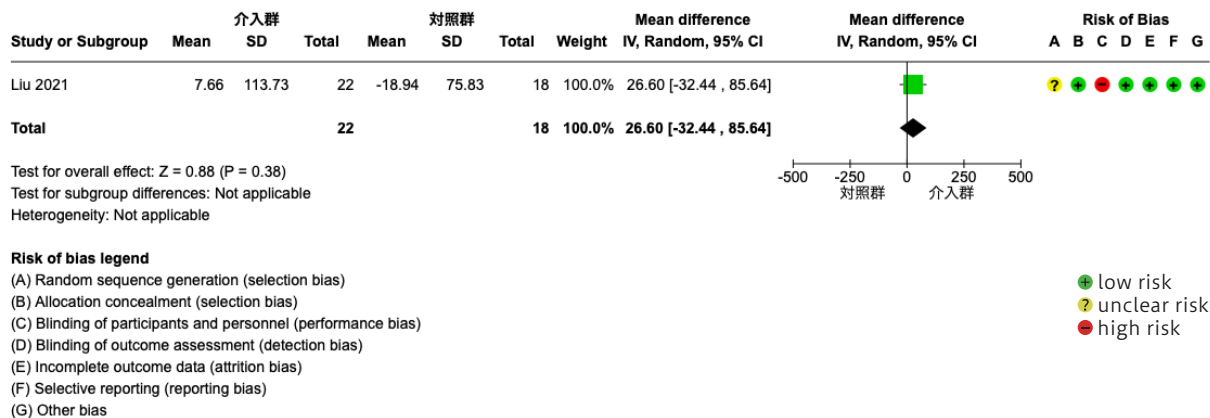 介入群 対照群 Mean difference Mean difference Risk of Bias
Study or Subgroup Mean SD Total Mean SD Total Weight IV, Random, 95% CI IV, Random, 95% CI A B C D E F G
Liu 2021 7.66 113.73 22 -18.94 75.83 18 100.0% 26.60 [-32.44 , 85.64] ? + − + + + +
Total 22 18 100.0% 26.60 [-32.44 , 85.64]
Test for overall effect: Z = 0.88 (P = 0.38)
Test for subgroup differences: Not applicable
Heterogeneity: Not applicable
-500 -250 0 250 500
対照群 介入群
Risk of bias legend
(A) Random sequence generation (selection bias)
(B) Allocation concealment (selection bias)
(C) Blinding of participants and personnel (performance bias)
(D) Blinding of outcome assessment (detection bias)
(E) Incomplete outcome data (attrition bias)
(F) Selective reporting (reporting bias)
(G) Other bias
+ low risk
? unclear risk
− high risk